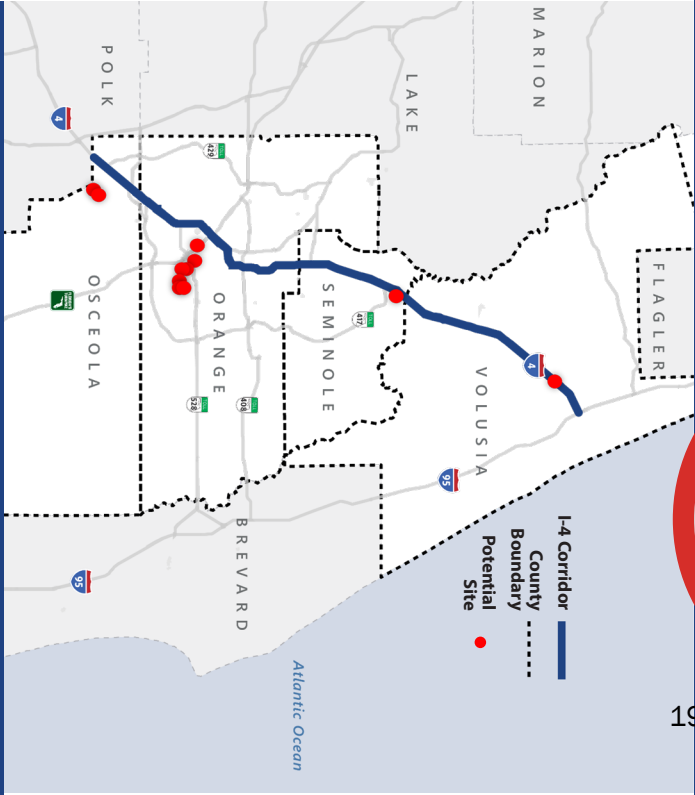 FLAGLER
MARION
I-4 Corridor
County
Boundary
Potential
Site
4
VOLUSIA
95
LAKE
417
SEMINOLE
Atlantic Ocean
408
BREVARD
429
ORANGE
528
POLK
OSCEOLA
95
4
19